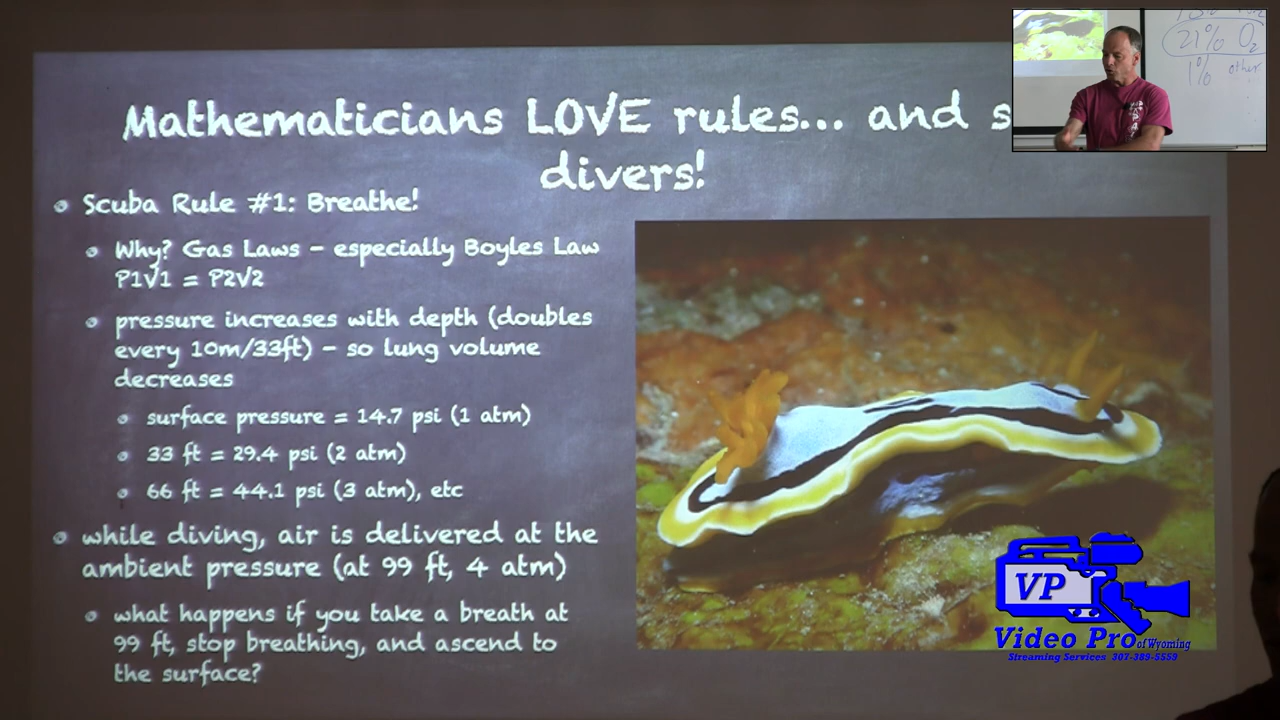 Mathematicians LOVE rules... and s
divers!
Scuba Rule #1: Breathe!
Why? Gas Laws - especially Boyles Law
P1V1 = P2V2
pressure increases with depth (doubles
every 10m/33ft) - so lung volume
decreases
surface pressure = 14.7 psi (1 atm)
33 ft = 29.4 psi (2 atm)
66 ft = 44.1 psi (3 atm), etc
while diving, air is delivered at the
ambient pressure (at 99 ft, 4 atm)
what happens if you take a breath at
99 ft, stop breathing, and ascend to
the surface?
21% O2
1% other
VP
Video Pro of Wyoming
Streaming Services 307-389-5559